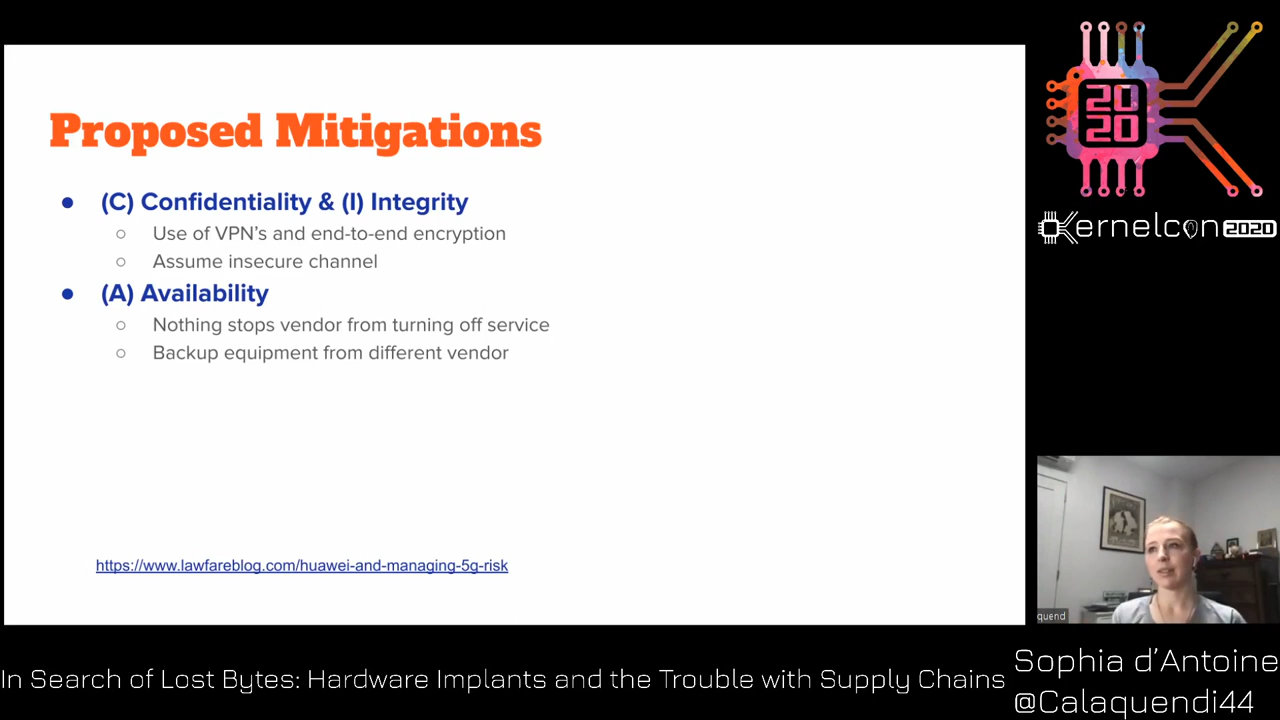 Proposed Mitigations
● (C) Confidentiality & (I) Integrity
○ Use of VPN's and end-to-end encryption
○ Assume insecure channel
● (A) Availability
○ Nothing stops vendor from turning off service
○ Backup equipment from different vendor
https://www.lawfareblog.com/huawei-and-managing-5g-risk
20
20
Kernelcon 2020
quend
In Search of Lost Bytes: Hardware Implants and the Trouble with Supply Chains
Sophia d'Antoine
@Calaquendi44